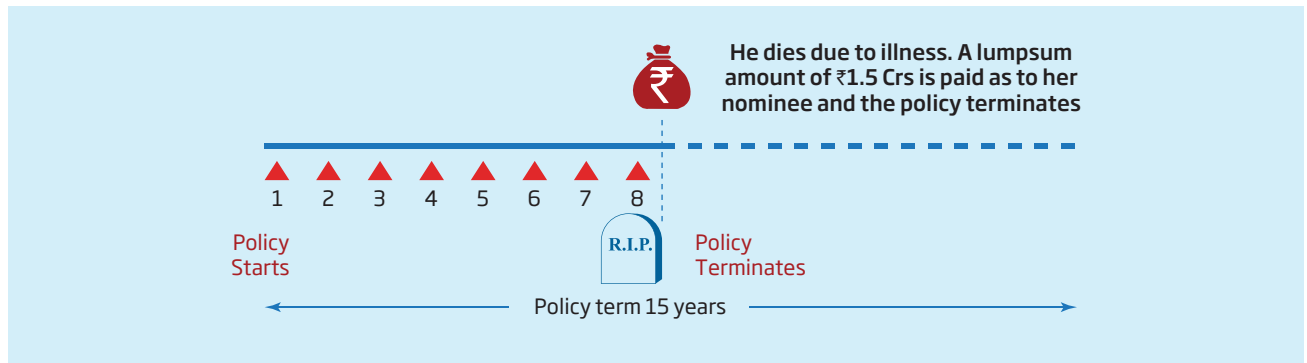 He dies due to illness. A lumpsum
amount of ₹1.5 Crs is paid as to her
nominee and the policy terminates
₹
1 2 3 4 5 6 7 8
R.I.P.
Policy
Starts
Policy
Terminates
Policy term 15 years